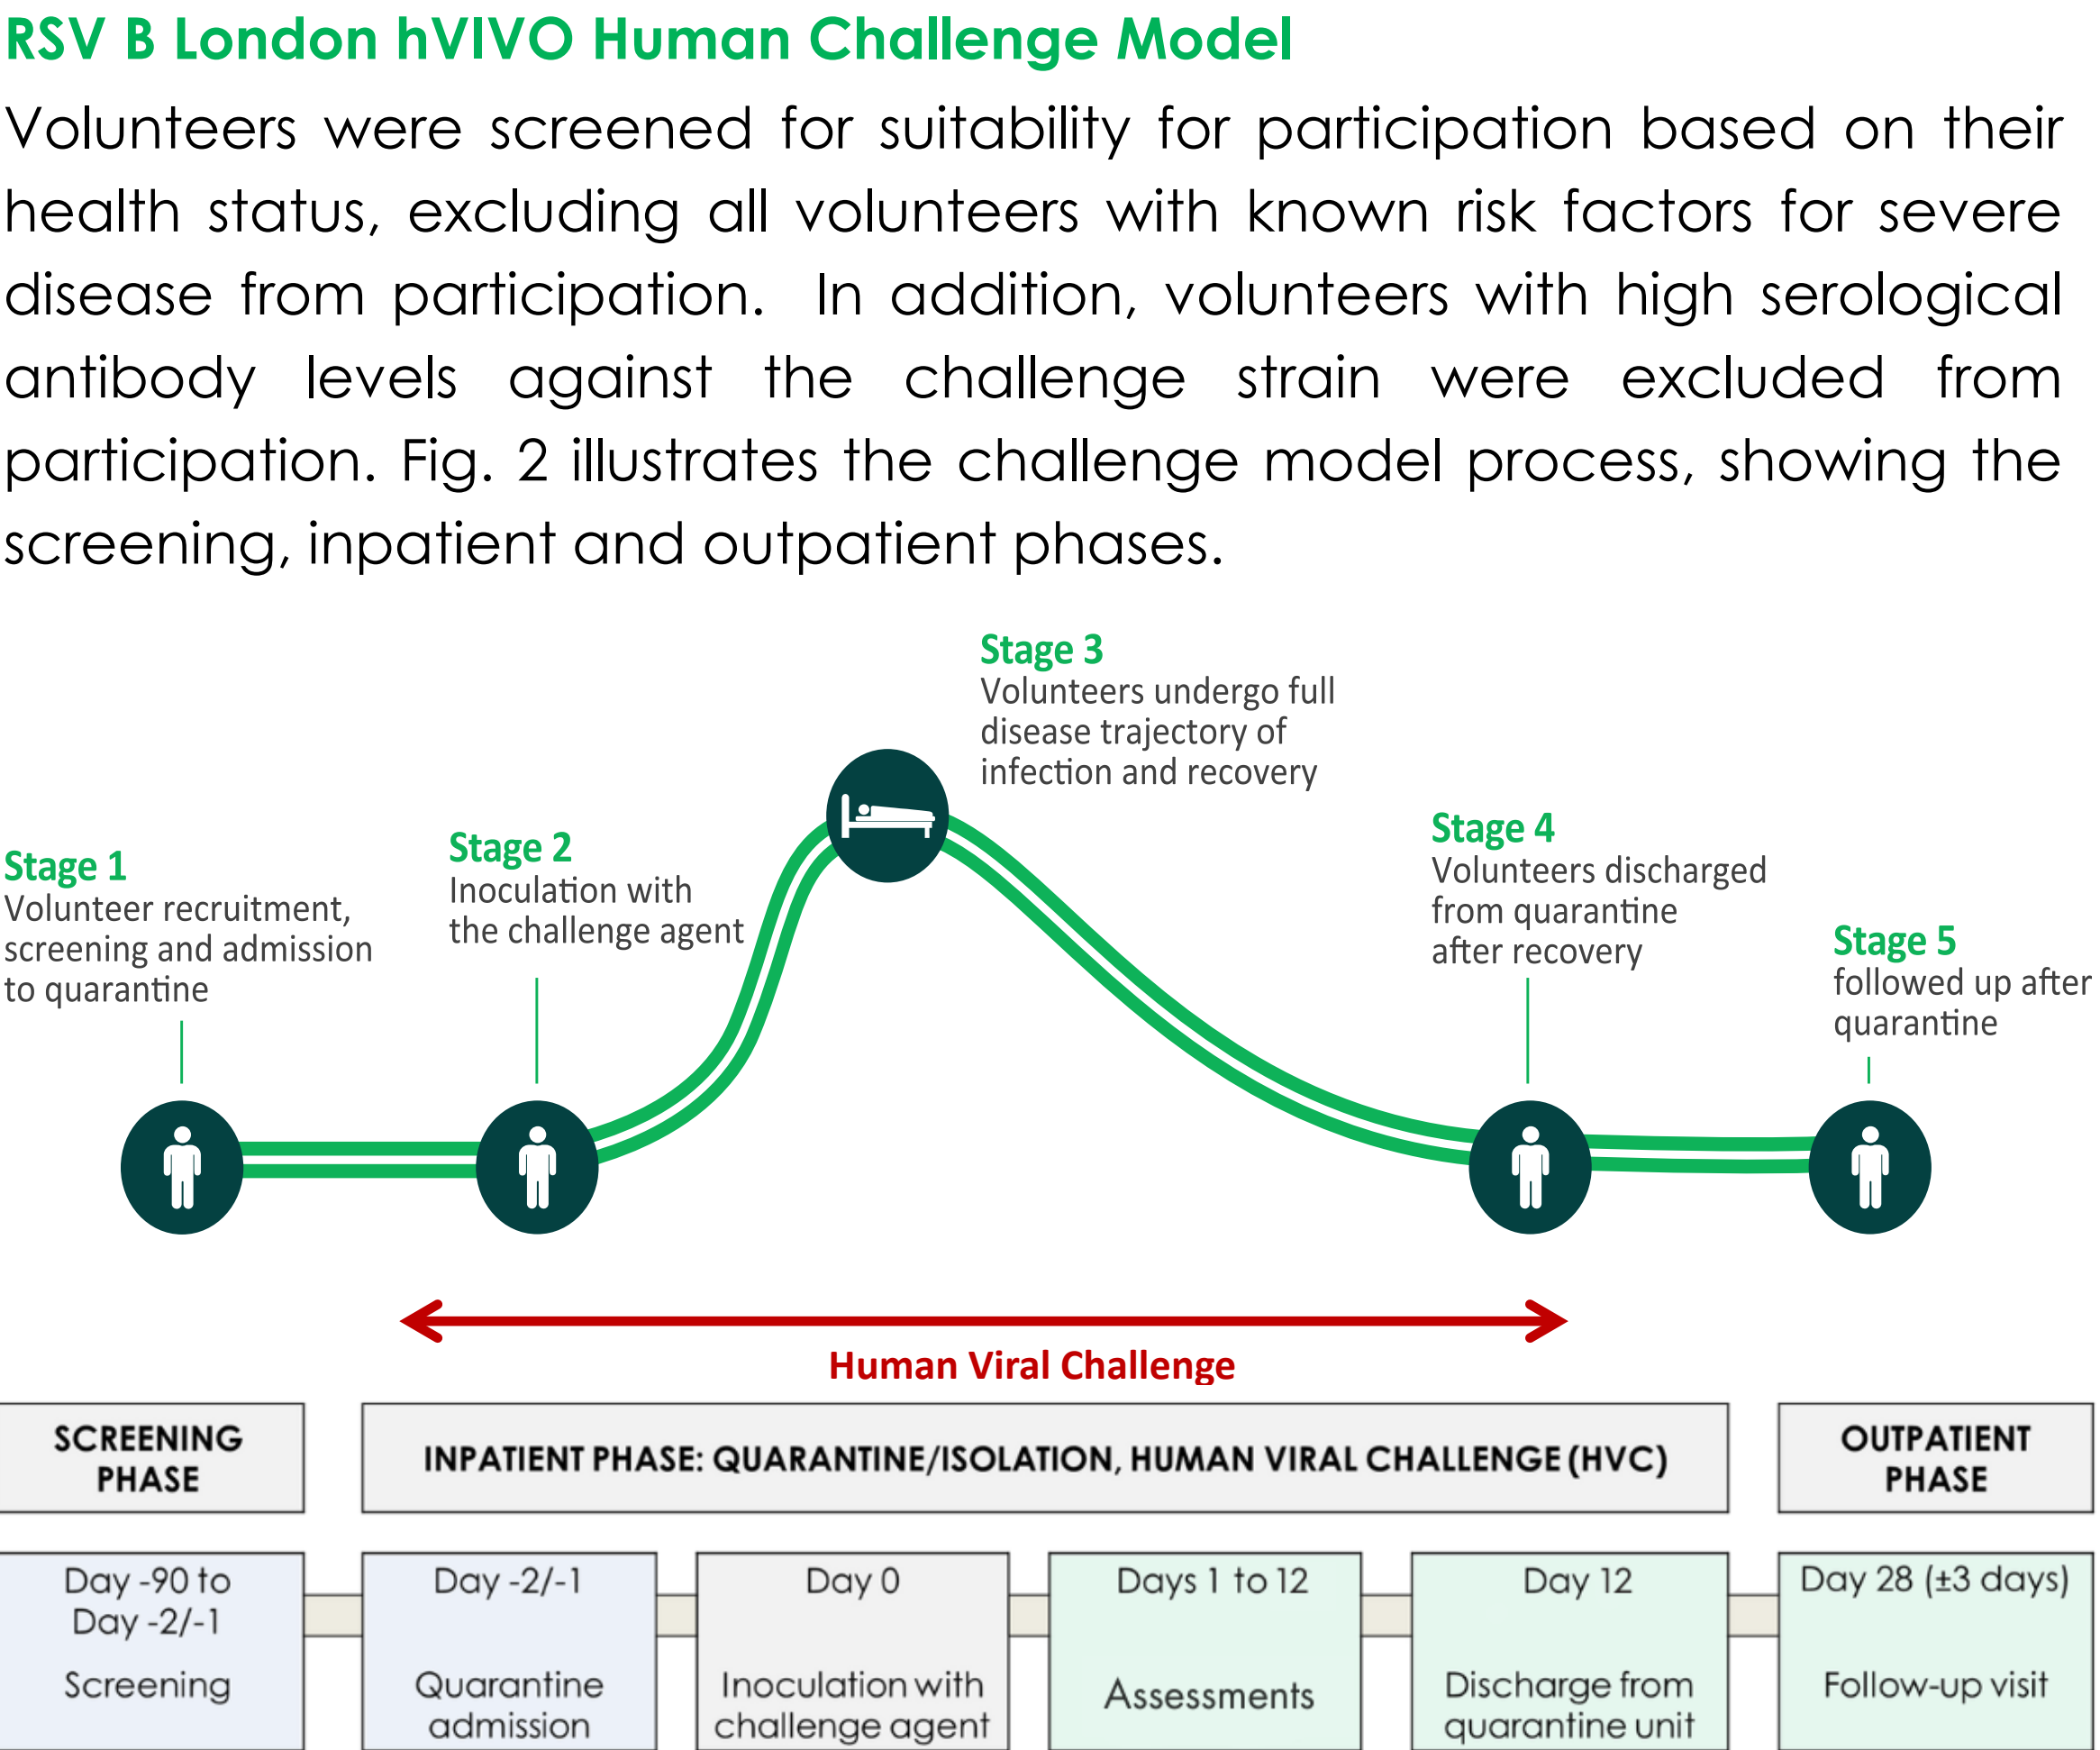 RSV B London hVIVO Human Challenge Model
Volunteers were screened for suitability for participation based on their
health status, excluding all volunteers with known risk factors for severe
disease from participation. In addition, volunteers with high serological
antibody levels against the challenge strain were excluded from
participation. Fig. 2 illustrates the challenge model process, showing the
screening, inpatient and outpatient phases.
Stage 1
Volunteer recruitment,
screening and admission
to quarantine
Stage 2
Inoculation with
the challenge agent
Stage 3
Volunteers undergo full
disease trajectory of
infection and recovery
Stage 4
Volunteers discharged
from quarantine
after recovery
Stage 5
followed up after
quarantine
Human Viral Challenge
SCREENING
PHASE
INPATIENT PHASE: QUARANTINE/ISOLATION, HUMAN VIRAL CHALLENGE (HVC)
OUTPATIENT
PHASE
Day -90 to
Day -2/-1
Screening
Day -2/-1
Quarantine
admission
Day 0
Inoculation with
challenge agent
Days 1 to 12
Assessments
Day 12
Discharge from
quarantine unit
Day 28 (±3 days)
Follow-up visit